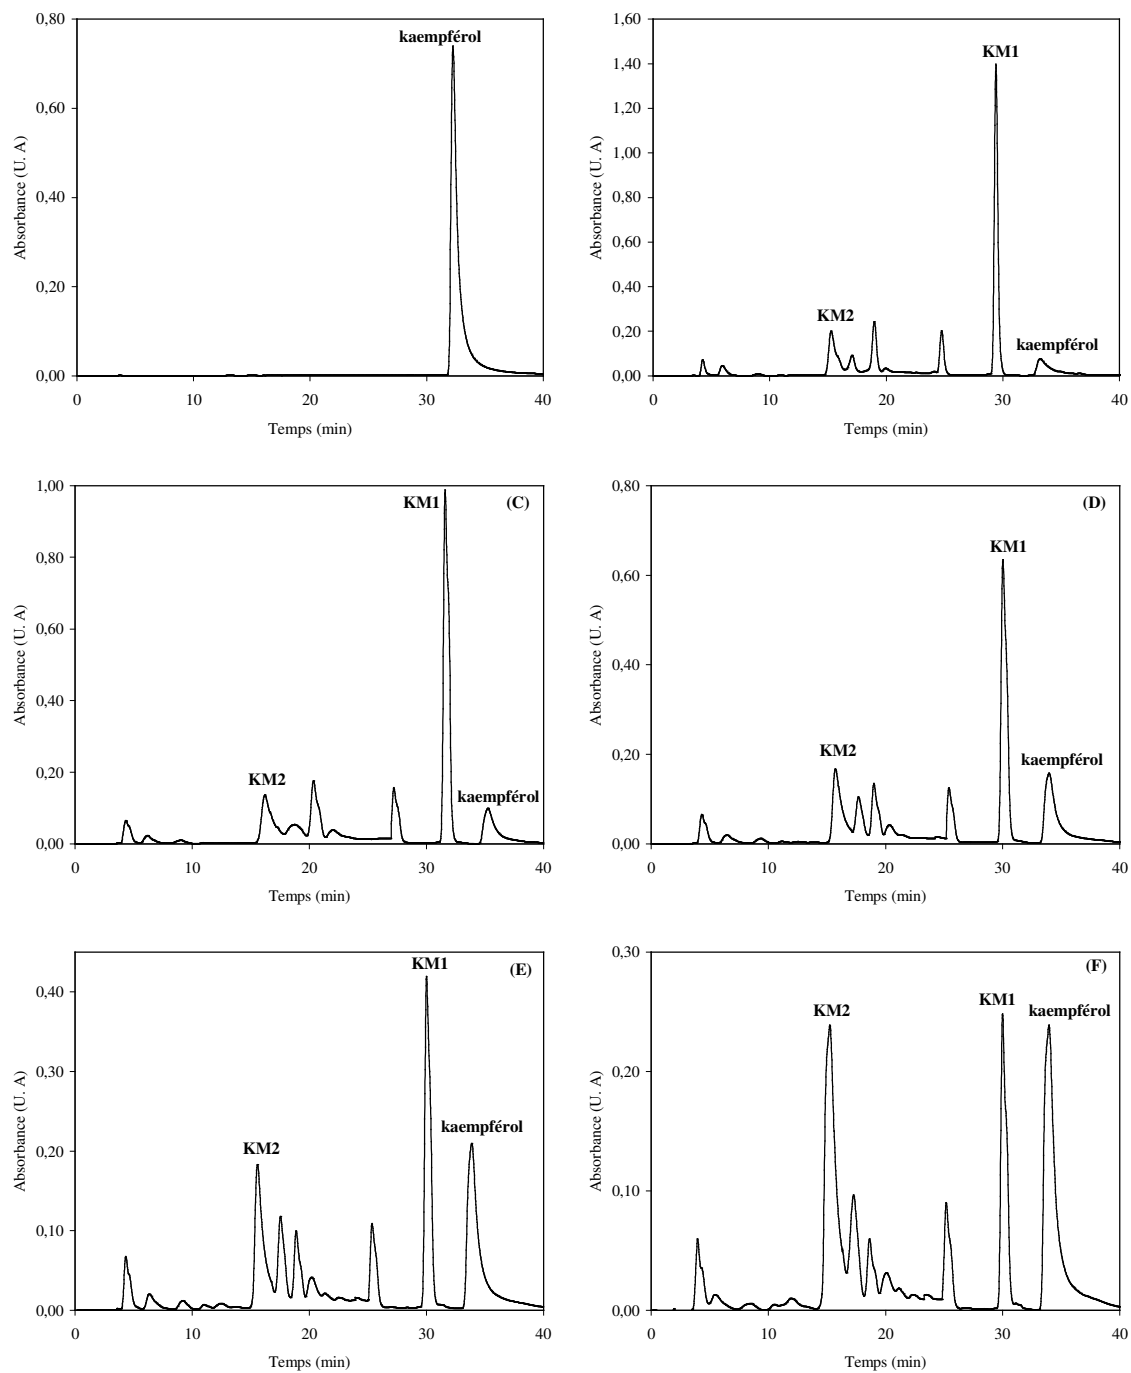 0,80
kaempférol
0,60
0,40
0,20
0,00
0 10 20 30 40
Temps (min)
Absorbance (U. A)
1,60
KM1
1,40
1,20
1,00
0,80
0,60
0,40
KM2
kaempférol
0,20
0,00
0 10 20 30 40
Temps (min)
Absorbance (U. A)
1,00
KM1 (C)
0,80
0,60
0,40
KM2
kaempférol
0,20
0,00
0 10 20 30 40
Temps (min)
Absorbance (U. A)
0,80
(D)
KM1
0,60
0,40
KM2
kaempférol
0,20
0,00
0 10 20 30 40
Temps (min)
Absorbance (U. A)
KM1 (E)
0,40
0,30
kaempférol
KM2
0,20
0,10
0,00
0 10 20 30 40
Temps (min)
Absorbance (U. A)
0,30
(F)
KM2 KM1 kaempférol
0,20
0,10
0,00
0 10 20 30 40
Temps (min)
Absorbance (U. A)